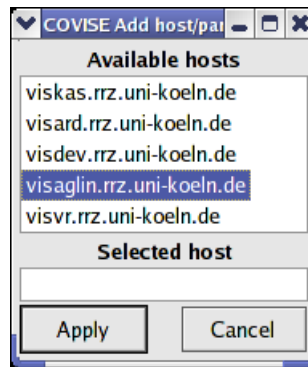 COVISE Add host/par
Available hosts
viskas.rrz.uni-koeln.de
visard.rrz.uni-koeln.de
visdev.rrz.uni-koeln.de
visaglin.rrz.uni-koeln.de
visvr.rrz.uni-koeln.de
Selected host
Apply Cancel